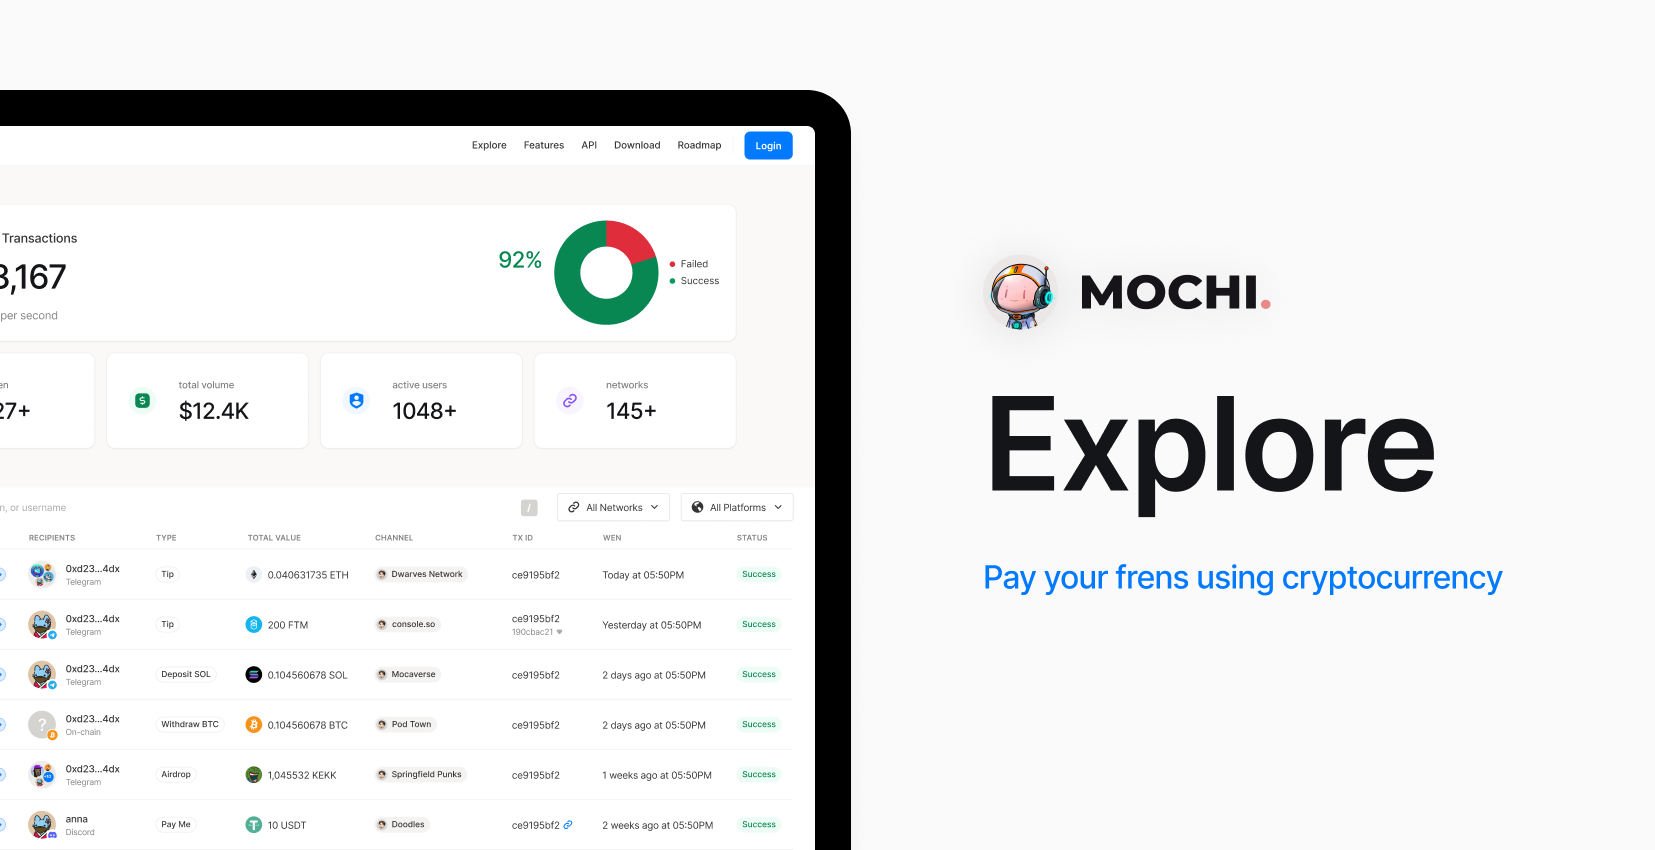 Explore Features API Download Roadmap Login
Transactions
3,167
per second
92%
Failed
Success
en
27+
total volume
$12.4K
active users
1048+
networks
145+
n, or username / All Networks All Platforms
RECIPIENTS TYPE TOTAL VALUE CHANNEL TX ID WEN STATUS
0xd23...4dx
Telegram
Tip 0.040631735 ETH Dwarves Network ce9195bf2 Today at 05:50PM Success
0xd23...4dx
Telegram
Tip 200 FTM console.so ce9195bf2
190cbac21
Yesterday at 05:50PM Success
0xd23...4dx
Telegram
Deposit SOL 0.104560678 SOL Mocaverse ce9195bf2 2 days ago at 05:50PM Success
?
0xd23...4dx
On-chain
Withdraw BTC 0.104560678 BTC Pod Town ce9195bf2 2 days ago at 05:50PM Success
0xd23...4dx
Telegram
Airdrop 1,045532 KEKK Springfield Punks ce9195bf2 1 weeks ago at 05:50PM Success
anna
Discord
Pay Me 10 USDT Doodles ce9195bf2 2 weeks ago at 05:50PM Success
MOCHI.
Explore
Pay your frens using cryptocurrency